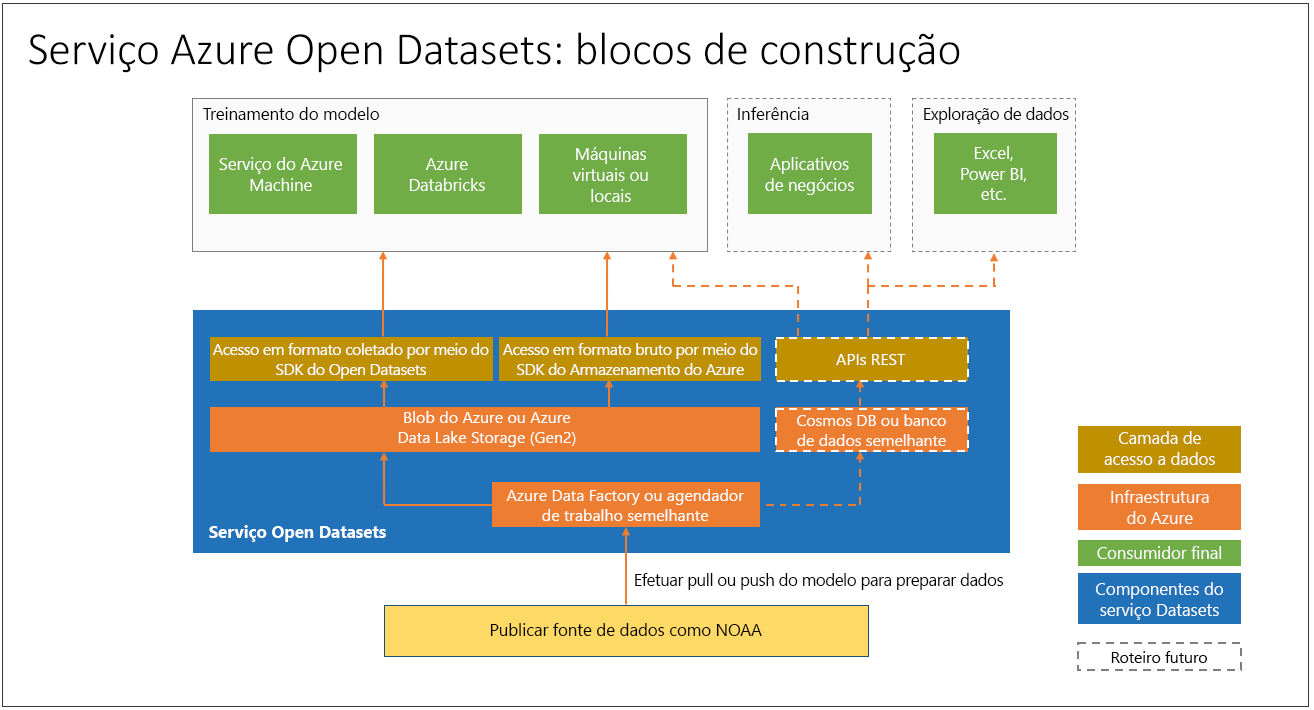 Serviço Azure Open Datasets: blocos de construção
Treinamento do modelo
Serviço do Azure
Machine
Azure
Databricks
Máquinas
virtuais ou
locais
Inferência
Aplicativos
de negócios
Exploração de dados
Excel,
Power BI,
etc.
Acesso em formato coletado por meio do
SDK do Open Datasets
Acesso em formato bruto por meio do
SDK do Armazenamento do Azure
APIs REST
Blob do Azure ou Azure
Data Lake Storage (Gen2)
Cosmos DB ou banco
de dados semelhante
Azure Data Factory ou agendador
de trabalho semelhante
Serviço Open Datasets
Efetuar pull ou push do modelo para preparar dados
Publicar fonte de dados como NOAA
Camada de
acesso a dados
Infraestrutura
do Azure
Consumidor final
Componentes do
serviço Datasets
Roteiro futuro